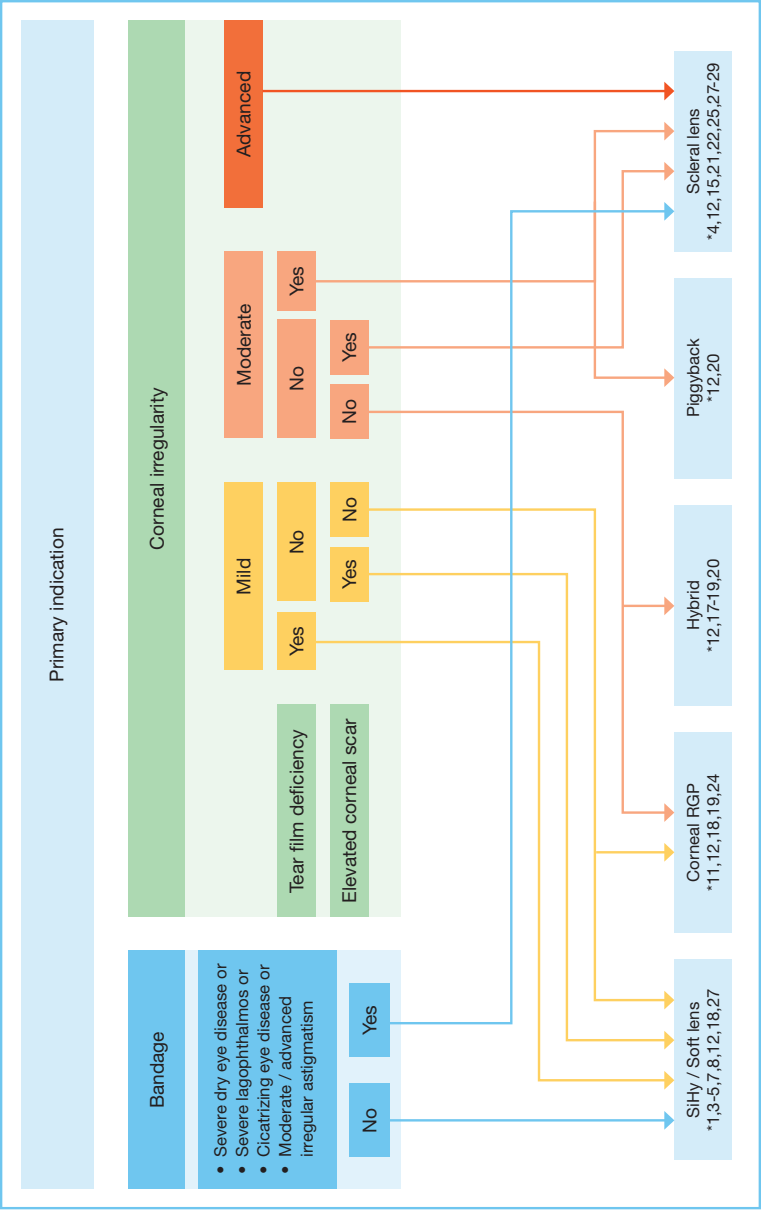 Primary indication
Bandage
Corneal irregularity
• Severe dry eye disease or
• Severe lagophthalmos or
• Cicatrizing eye disease or
• Moderate / advanced
irregular astigmatism
Mild
Moderate
Advanced
Tear film deficiency
Yes
No
No
Yes
Elevated corneal scar
Yes
No
No
Yes
No
Yes
SiHy / Soft lens
*1,3-5,7,8,12,18,27
Corneal RGP
*11,12,18,19,24
Hybrid
*12,17-19,20
Piggyback
*12,20
Scleral lens
*4,12,15,21,22,25,27-29